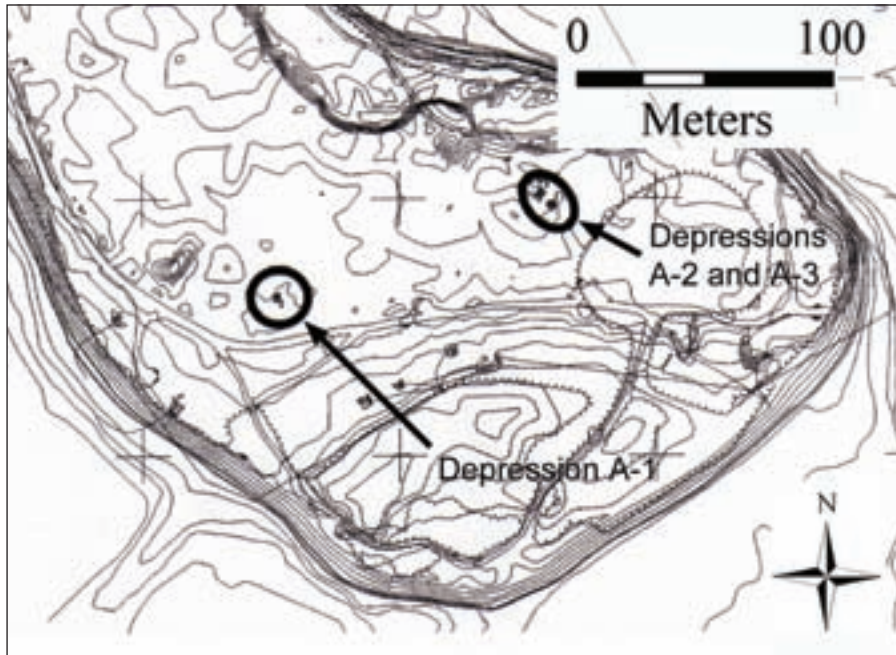 0 100
Meters
Depressions
A-2 and A-3
Depression A-1
N